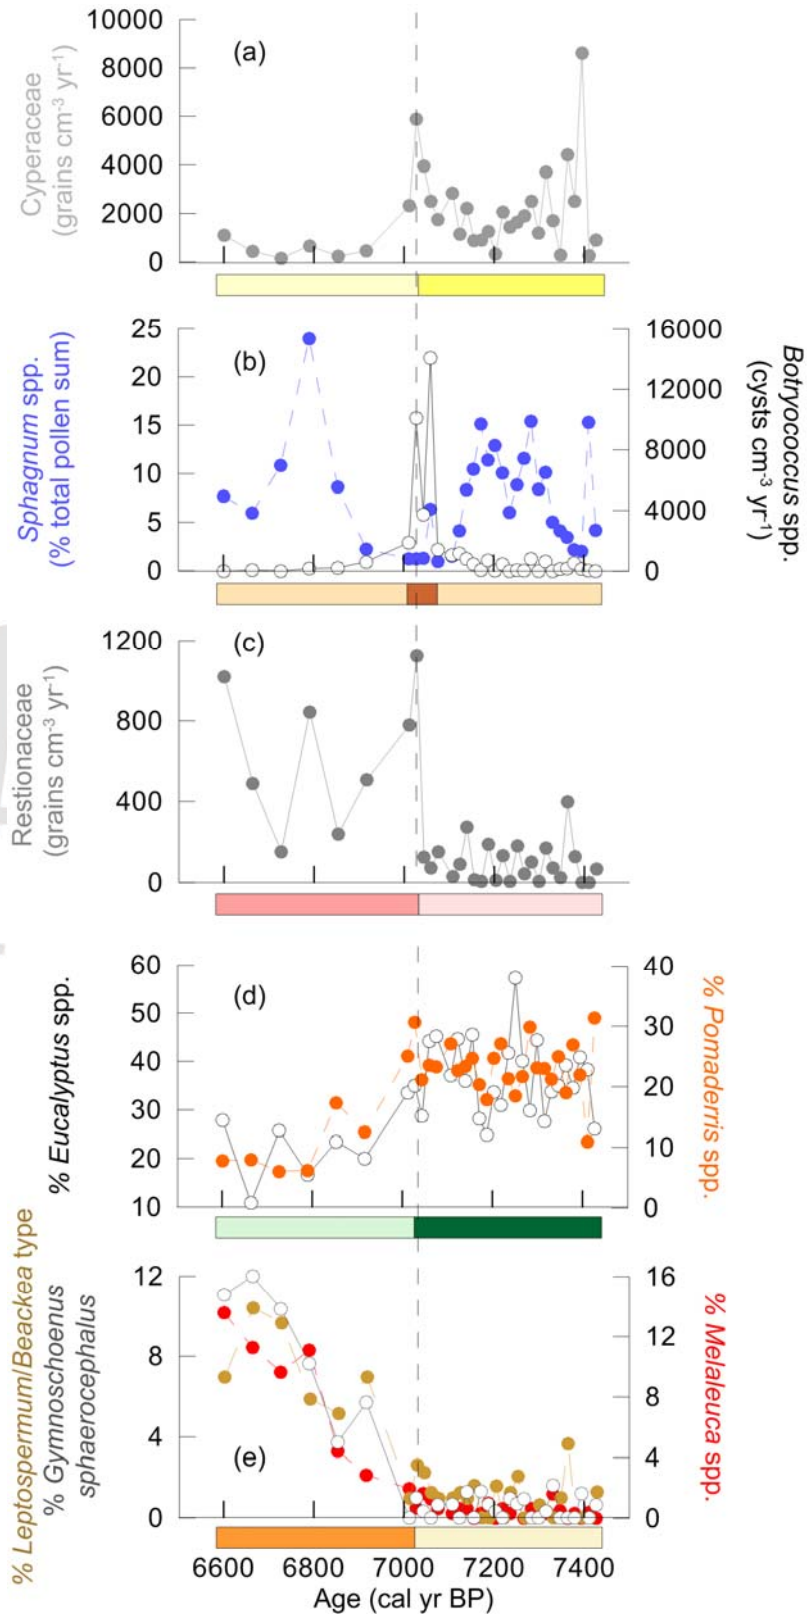 Cyperaceae
(grains cm-3 yr-1)
10000
8000
6000
4000
2000
0
(a)
Sphagnum spp.
(% total pollen sum)
25
20
15
10
5
0
(b)
16000
12000
8000
4000
0
Botryococcus spp.
(cysts cm-3 yr-1)
Restionaceae
(grains cm-3 yr-1)
1200
800
400
0
(c)
% Eucalyptus spp.
60
50
40
30
20
10
(d)
40
30
20
10
0
% Pomaderris spp.
% Leptospermum/Beackea type
% Gymnoschoenus
sphaerocephalus
12
8
4
0
(e)
16
12
8
4
0
% Melaleuca spp.
6600 6800 7000 7200 7400
Age (cal yr BP)